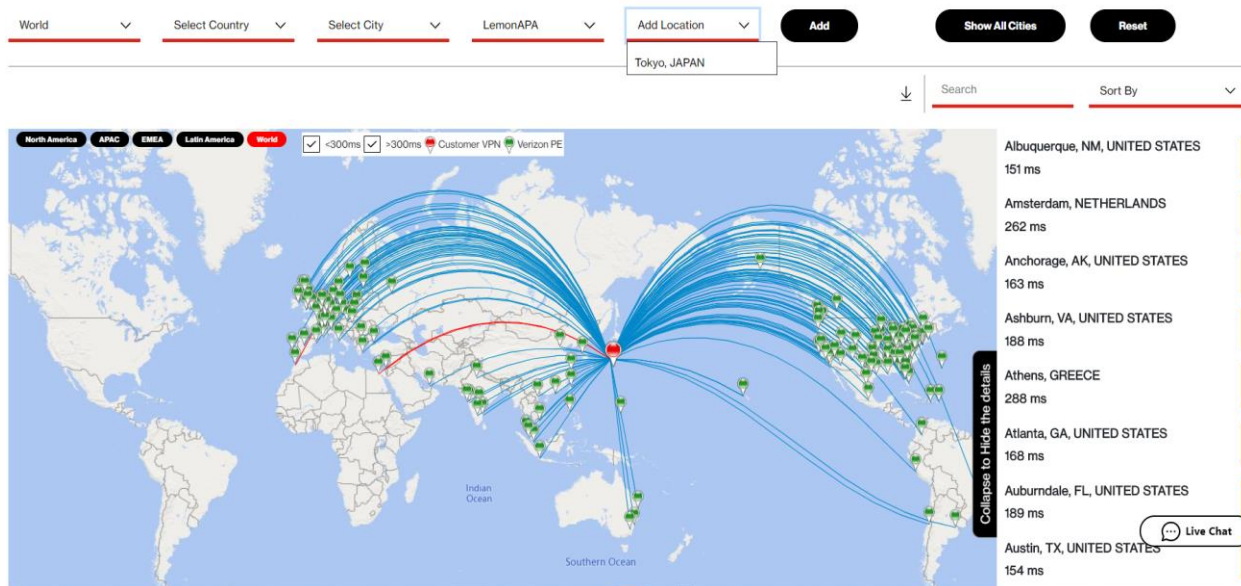 World
Select Country
Select City
LemonAPA
Add Location
Add
Show All Cities
Reset
Tokyo, JAPAN
Search
Sort By
North America
APAC
EMEA
Latin America
World
<300ms
>300ms
Customer VPN
Verizon PE
Albuquerque, NM, UNITED STATES
151 ms
Amsterdam, NETHERLANDS
262 ms
Anchorage, AK, UNITED STATES
163 ms
Ashburn, VA, UNITED STATES
188 ms
Athens, GREECE
288 ms
Atlanta, GA, UNITED STATES
168 ms
Auburndale, FL, UNITED STATES
189 ms
Austin, TX, UNITED STATES
154 ms
Collapse to Hide the details
Indian
Ocean
Southern Ocean
Live Chat